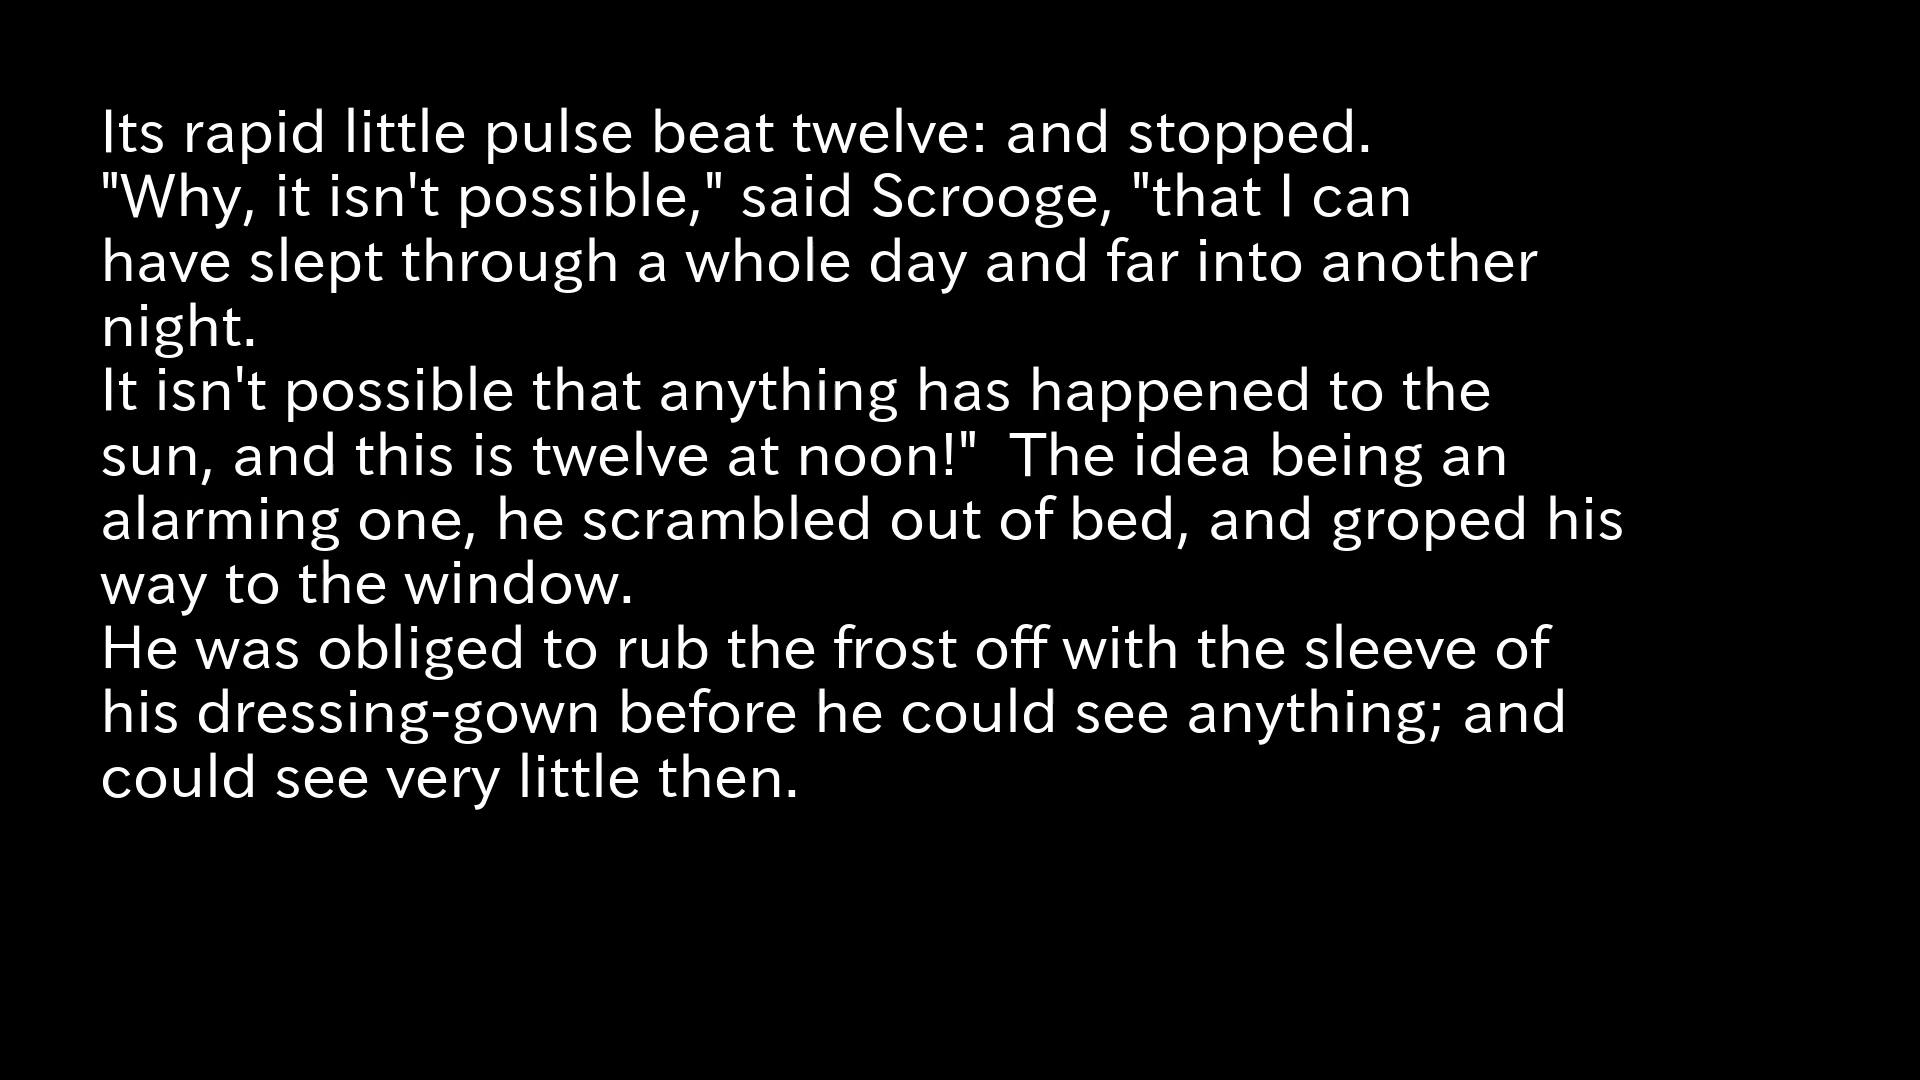 Its rapid little pulse beat twelve: and stopped.
"Why, it isn't possible," said Scrooge, "that I can
have slept through a whole day and far into another
night.
It isn't possible that anything has happened to the
sun, and this is twelve at noon!"  The idea being an
alarming one, he scrambled out of bed, and groped his
way to the window.
He was obliged to rub the frost off with the sleeve of
his dressing-gown before he could see anything; and
could see very little then.